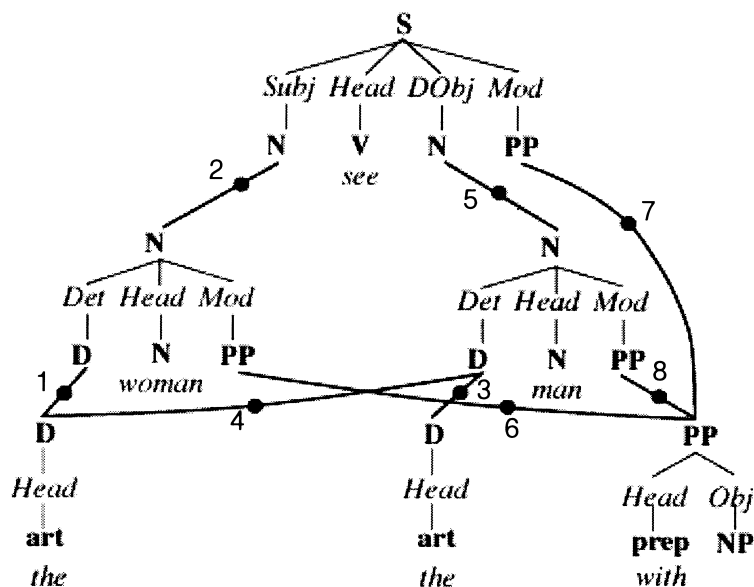 S
Subj Head DObj Mod
N V N PP
see
2
5
7
N N
Det Head Mod Det Head Mod
D N PP D N PP
woman man
1 3 8
4 6
D D PP
Head Head Head Obj
art art prep NP
the the with